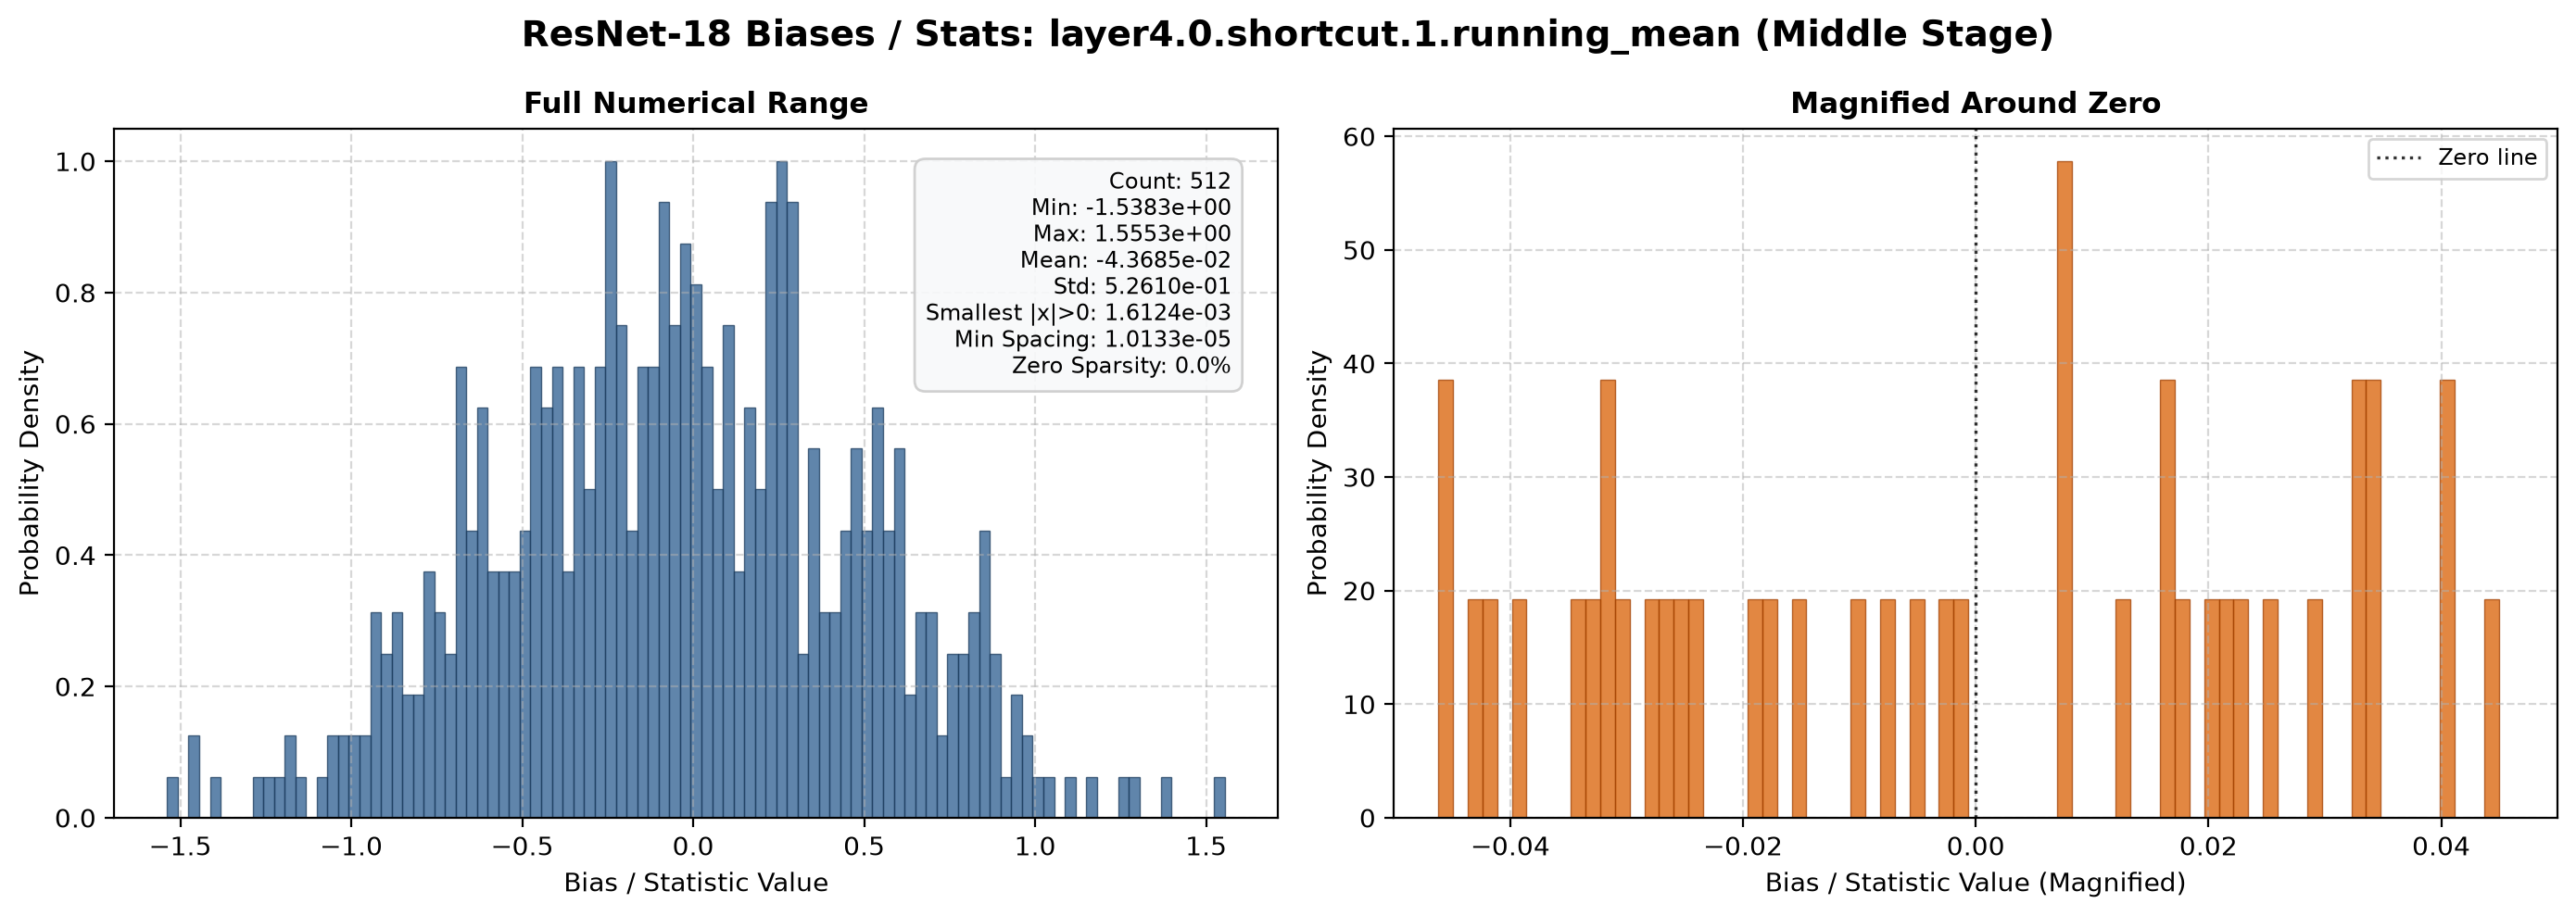 ResNet-18 Biases / Stats: layer4.0.shortcut.1.running_mean (Middle Stage)
Full Numerical Range
Probability Density
1.0
0.8
0.6
0.4
0.2
0.0
Count: 512
Min: -1.5383e+00
Max: 1.5553e+00
Mean: -4.3685e-02
Std: 5.2610e-01
Smallest |x|>0: 1.6124e-03
Min Spacing: 1.0133e-05
Zero Sparsity: 0.0%
−1.5 −1.0 −0.5 0.0 0.5 1.0 1.5
Bias / Statistic Value
Magnified Around Zero
Probability Density
60
50
40
30
20
10
0
Zero line
−0.04 −0.02 0.00 0.02 0.04
Bias / Statistic Value (Magnified)